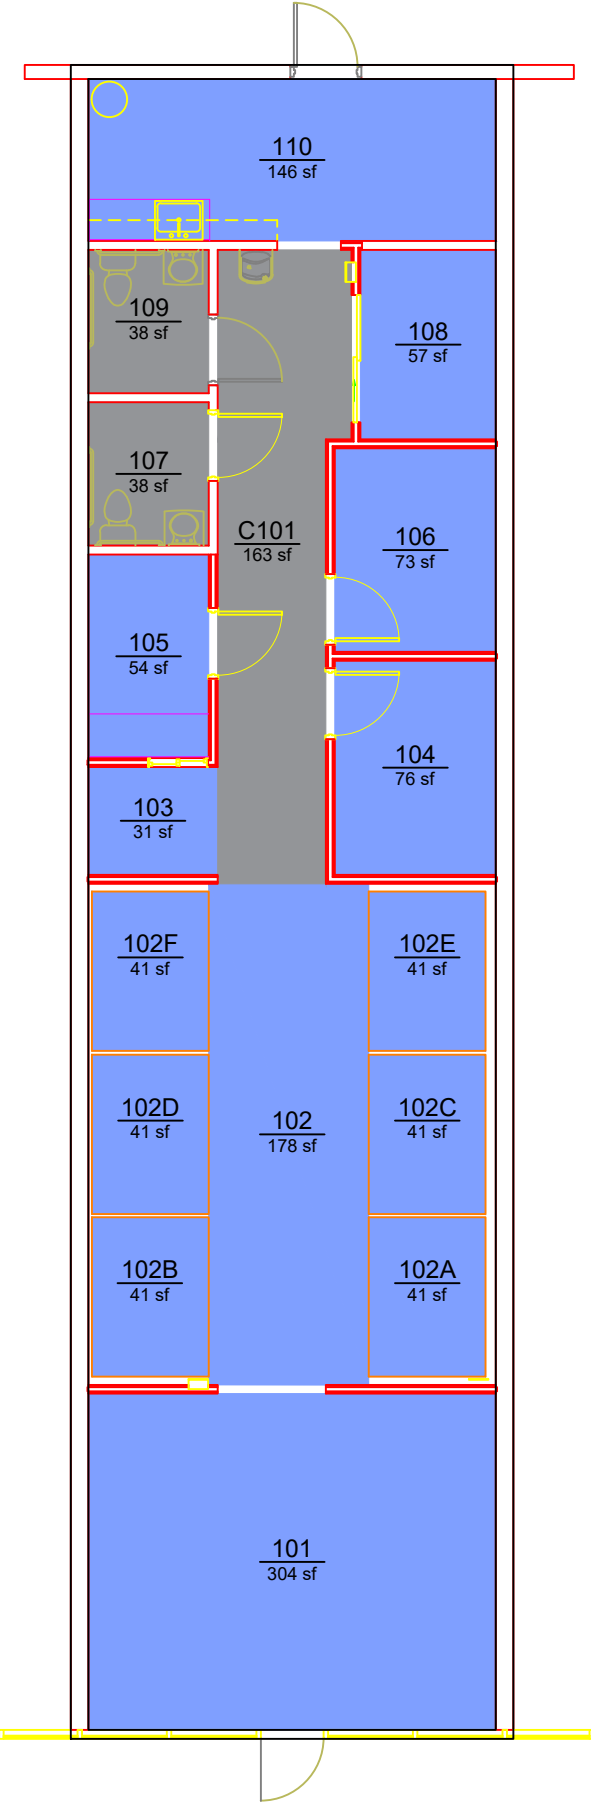 110
146 sf
109
38 sf
108
57 sf
107
38 sf
C101
163 sf
106
73 sf
105
54 sf
104
76 sf
103
31 sf
102F
41 sf
102E
41 sf
102D
41 sf
102
178 sf
102C
41 sf
102B
41 sf
102A
41 sf
101
304 sf